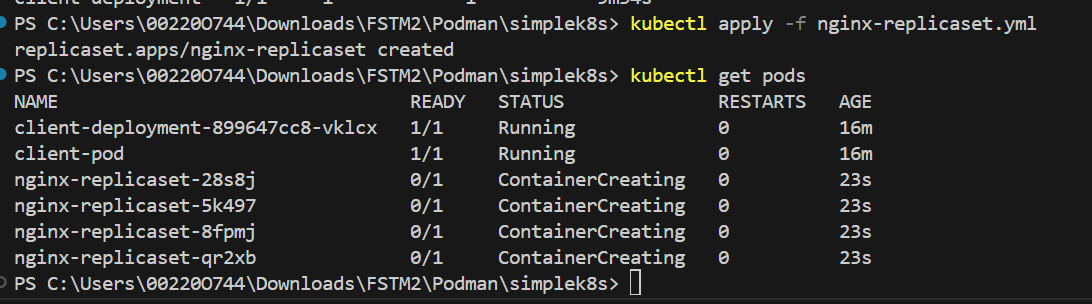 PS C:\Users\00220O744\Downloads\FSTM2\Podman\simplek8s> kubectl apply -f nginx-replicaset.yml
replicaset.apps/nginx-replicaset created
PS C:\Users\00220O744\Downloads\FSTM2\Podman\simplek8s> kubectl get pods
NAME READY STATUS RESTARTS AGE
client-deployment-899647cc8-vklcx 1/1 Running 0 16m
client-pod 1/1 Running 0 16m
nginx-replicaset-28s8j 0/1 ContainerCreating 0 23s
nginx-replicaset-5k497 0/1 ContainerCreating 0 23s
nginx-replicaset-8fpmj 0/1 ContainerCreating 0 23s
nginx-replicaset-qr2xb 0/1 ContainerCreating 0 23s
PS C:\Users\00220O744\Downloads\FSTM2\Podman\simplek8s>